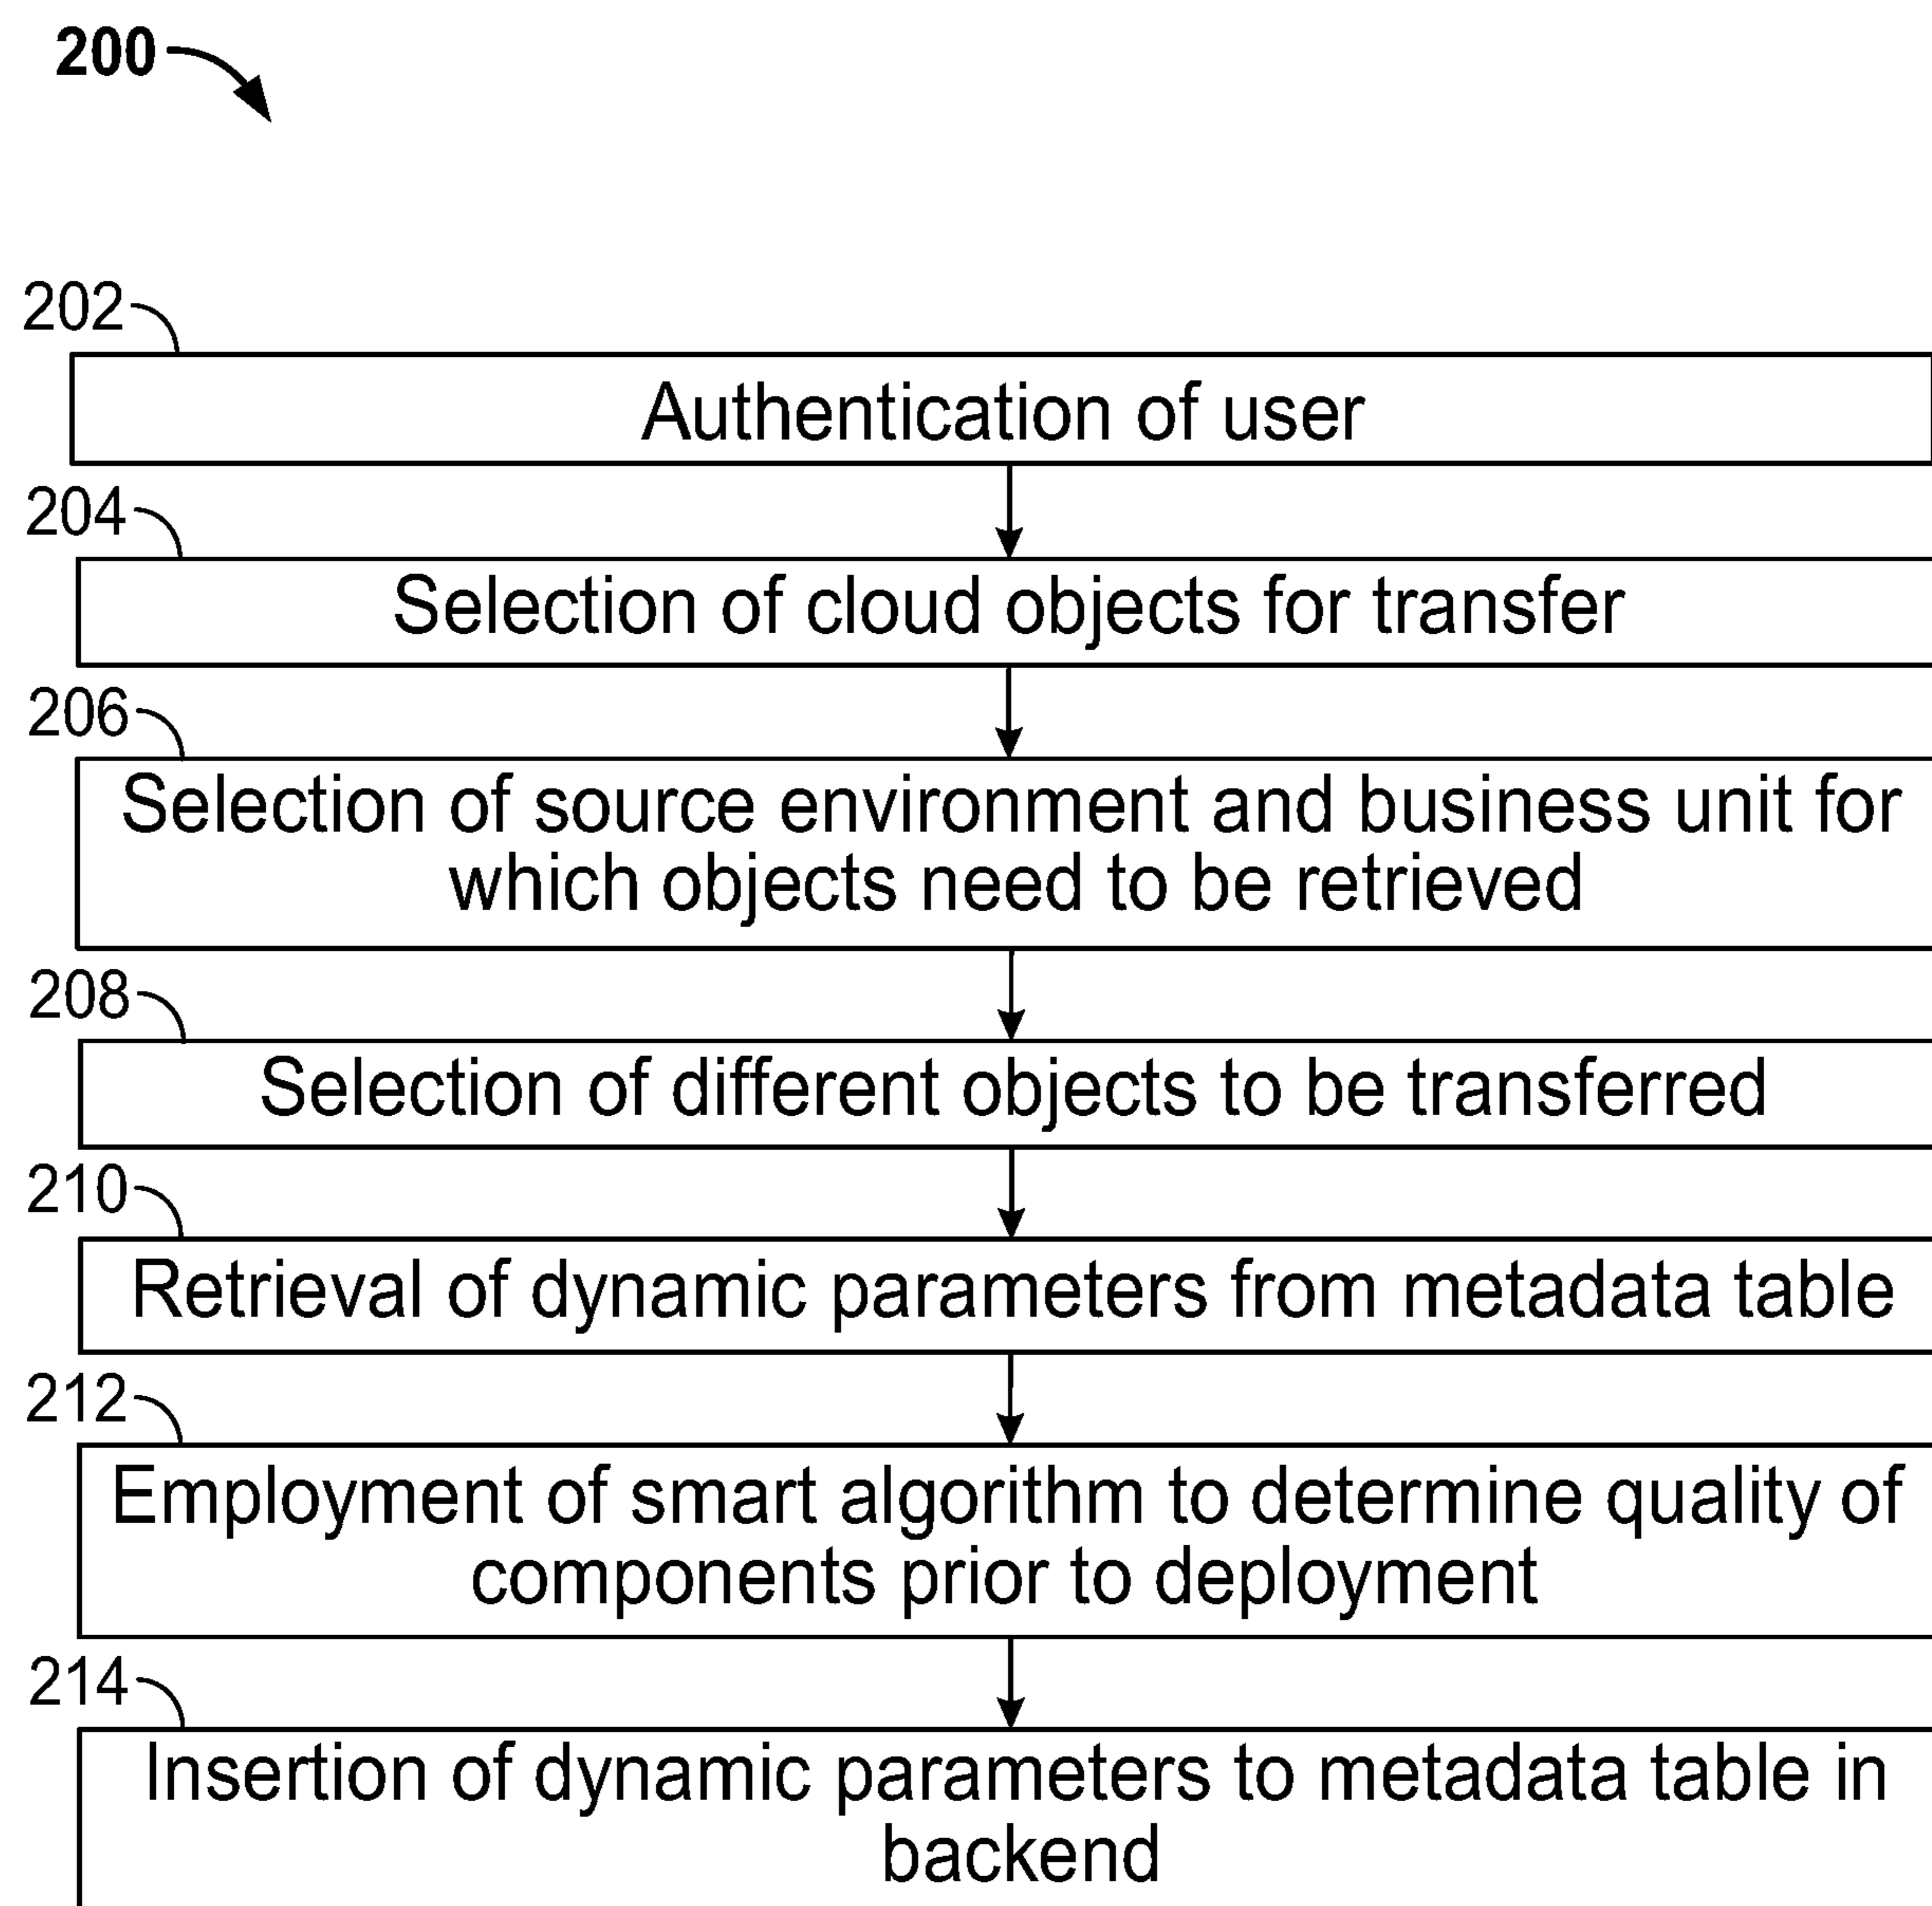 200
202
Authentication of user
204
Selection of cloud objects for transfer
206
Selection of source environment and business unit for
which objects need to be retrieved
208
Selection of different objects to be transferred
210
Retrieval of dynamic parameters from metadata table
212
Employment of smart algorithm to determine quality of
components prior to deployment
214
Insertion of dynamic parameters to metadata table in
backend